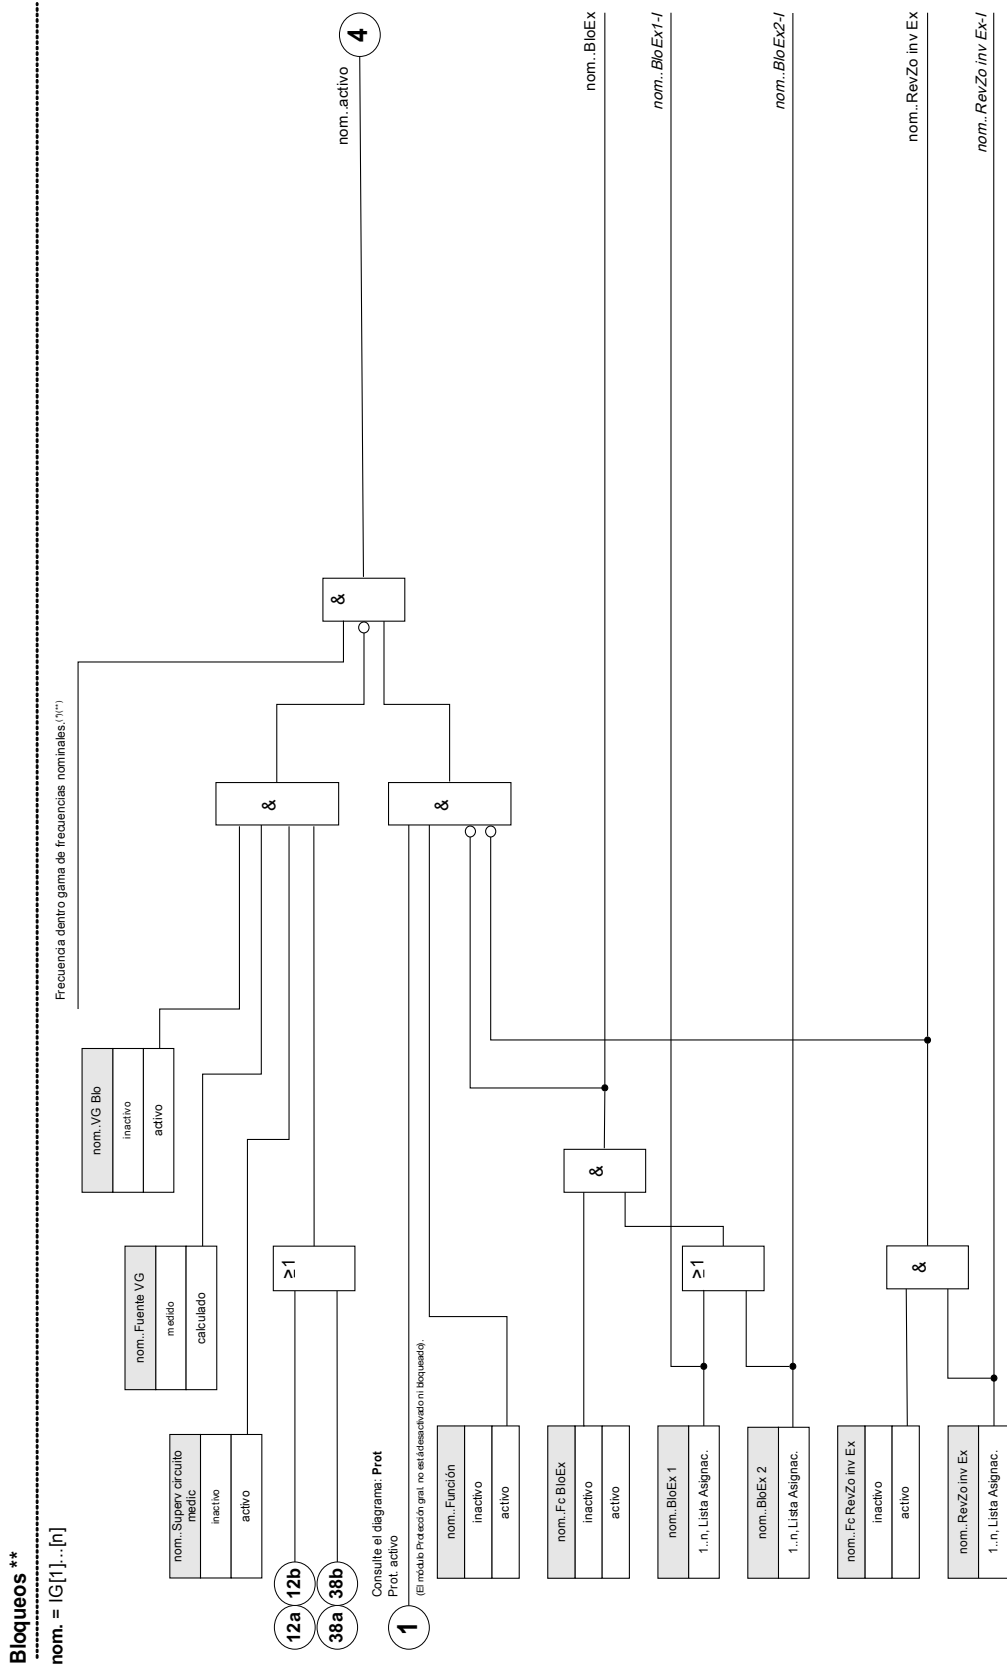 Bloqueos **
nom. = IG[1]...[n]
Frecuencia dentro gama de frecuencias nominales.(*)(**)
nom..VG Blo
inactivo
activo
nom..Fuente VG
medido
calculado
nom..Superv circuito
medic
inactivo
activo
12a
12b
38a
38b
≥1
&
&
&
nom..activo
4
Consulte el diagrama: Prot
Prot. activo
1
(El módulo Protección gral. no está desactivado ni bloqueado).
nom..Función
inactivo
activo
nom..Fc BloEx
inactivo
activo
&
nom..BloEx
nom..BloEx 1
1..n, Lista Asignac.
≥1
nom..BloEx1-I
nom..BloEx 2
1..n, Lista Asignac.
nom..BloEx2-I
nom..Fc RevZo inv Ex
inactivo
activo
&
nom..RevZo inv Ex
nom..RevZo inv Ex
1..n, Lista Asignac.
nom..RevZo inv Ex-I